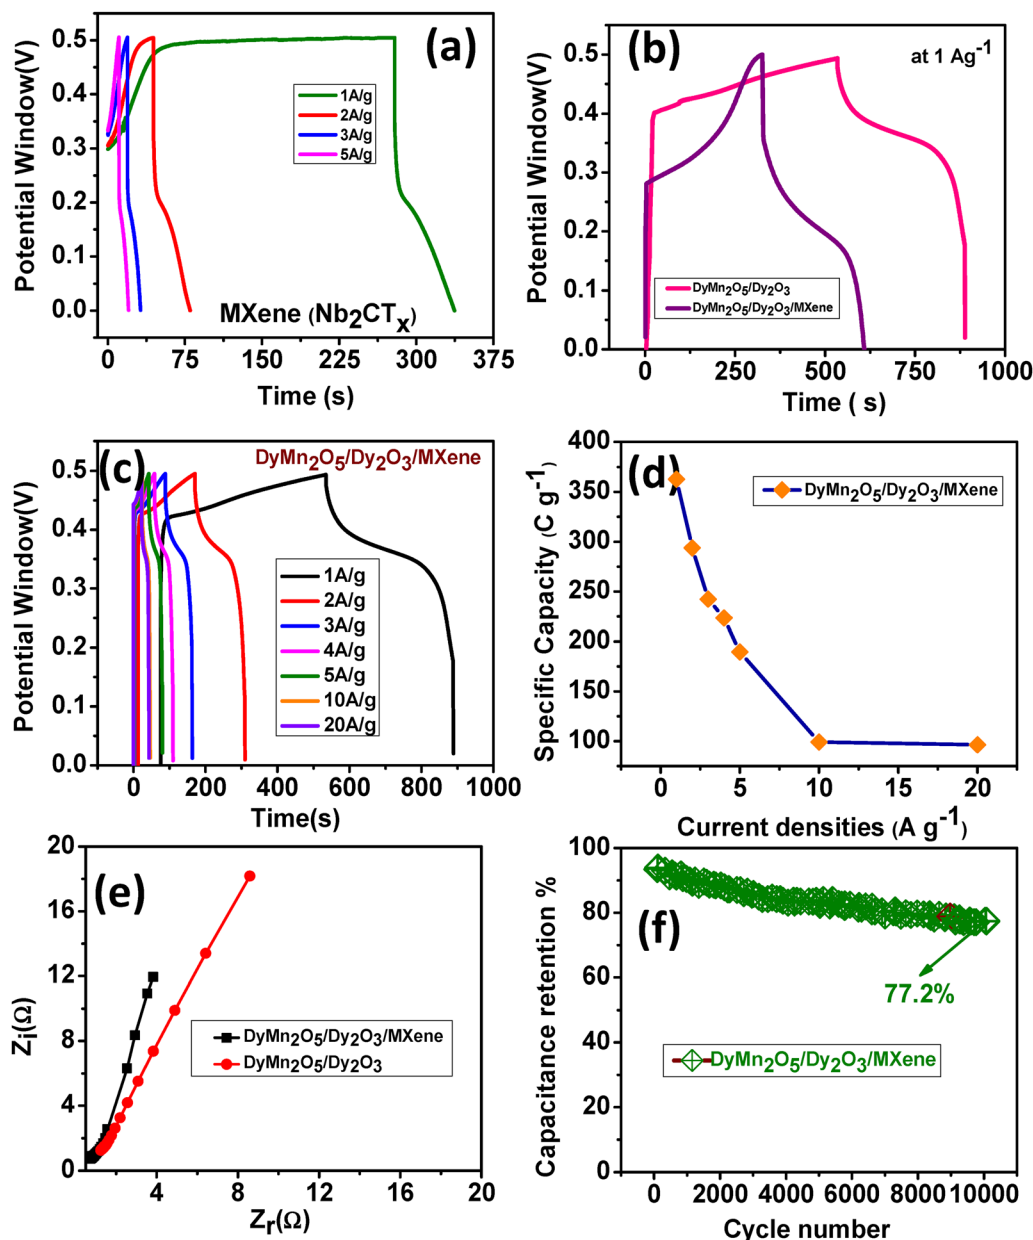 (a)
Potential Window(V)
0.5
0.4
0.3
0.2
0.1
0.0
1A/g
2A/g
3A/g
5A/g
MXene (Nb₂CTₓ)
0 75 150 225 300 375
Time (s)
(b)
at 1 Ag⁻¹
Potential Window(V)
0.5
0.4
0.3
0.2
0.1
0.0
DyMn₂O₅/Dy₂O₃
DyMn₂O₅/Dy₂O₃/MXene
0 250 500 750 1000
Time ( s)
(c)
DyMn₂O₅/Dy₂O₃/MXene
Potential Window(V)
0.5
0.4
0.3
0.2
0.1
0.0
1A/g
2A/g
3A/g
4A/g
5A/g
10A/g
20A/g
0 200 400 600 800 1000
Time(s)
(d)
DyMn₂O₅/Dy₂O₃/MXene
Specific Capacity (C g⁻¹)
400
350
300
250
200
150
100
0 5 10 15 20
Current densities (A g⁻¹)
(e)
Zᵢ(Ω)
20
16
12
8
4
0
DyMn₂O₅/Dy₂O₃/MXene
DyMn₂O₅/Dy₂O₃
4 8 12 16 20
Zᵣ(Ω)
(f)
Capacitance retention %
100
80
60
40
20
0
77.2%
DyMn₂O₅/Dy₂O₃/MXene
0 2000 4000 6000 8000 10000
Cycle number